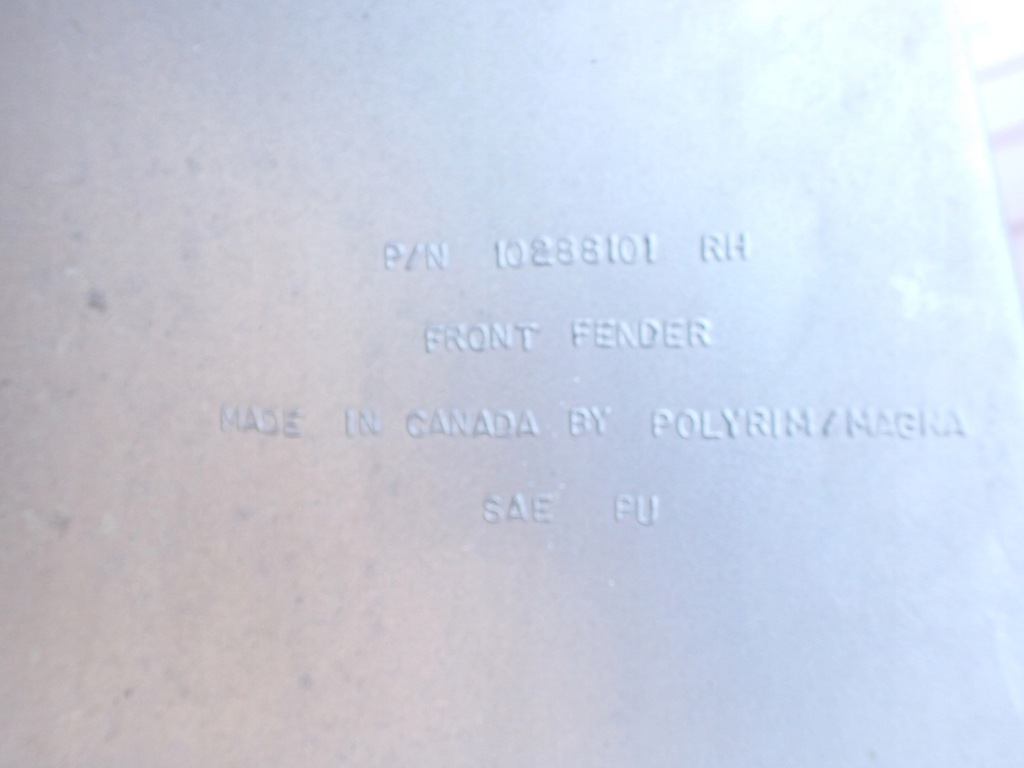 P/N 10288101 RH
FRONT FENDER
MADE IN CANADA BY POLYRIM/MAGNA
SAE PU